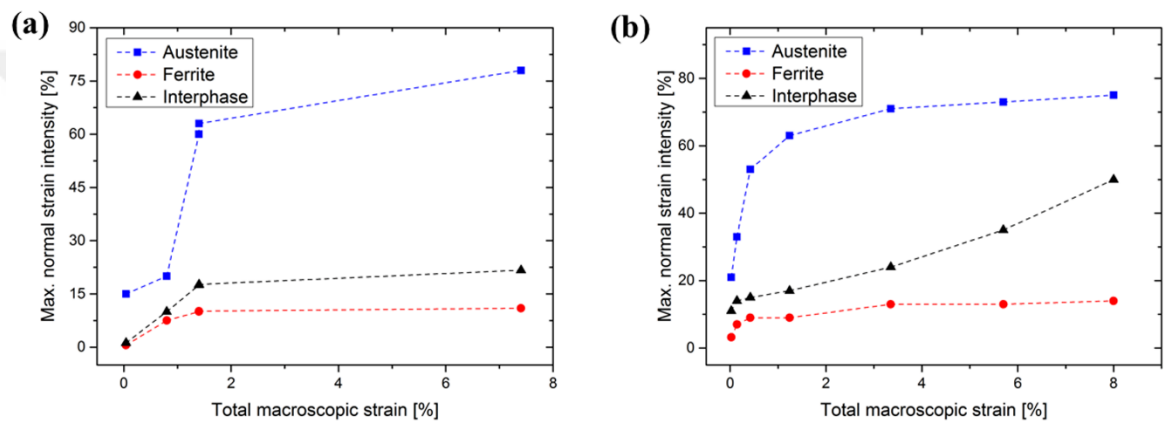 (a)
90
75
60
45
30
15
0
Max. normal strain intensity [%]
Austenite
Ferrite
Interphase
0 2 4 6 8
Total macroscopic strain [%]
(b)
80
60
40
20
0
Max. normal strain intensity [%]
Austenite
Ferrite
Interphase
0 2 4 6 8
Total macroscopic strain [%]